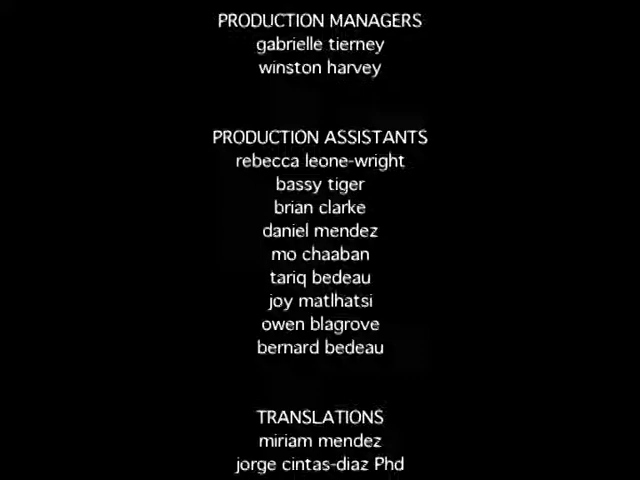 PRODUCTION MANAGERS
gabrielle tierney
winston harvey
PRODUCTION ASSISTANTS
rebecca leone-wright
bassy tiger
brian clarke
daniel mendez
mo chaaban
tariq bedeau
joy matlhatsi
owen blagrove
bernard bedeau
TRANSLATIONS
miriam mendez
jorge cintas-diaz Phd